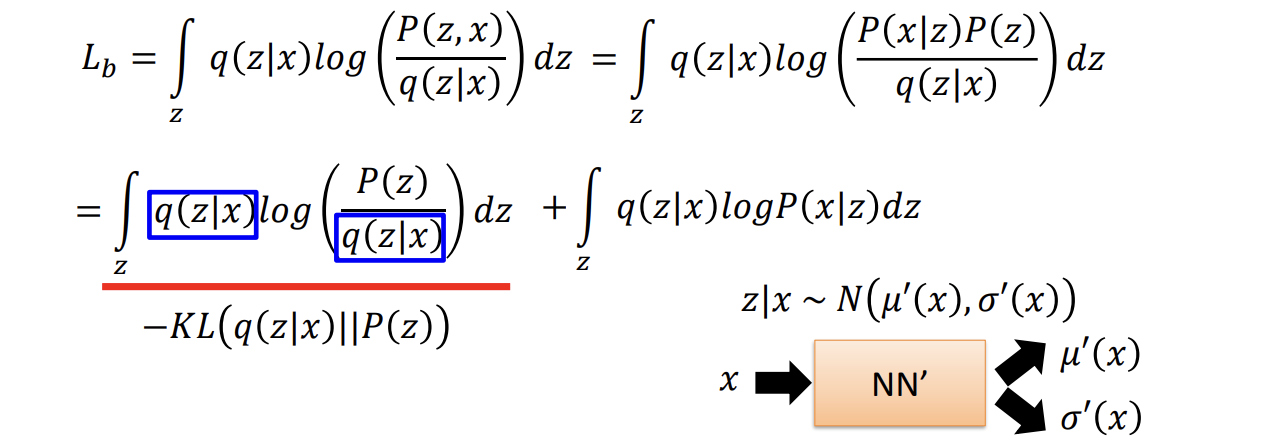 L_b = ∫_z q(z|x)log(P(z,x)/q(z|x))dz = ∫_z q(z|x)log(P(x|z)P(z)/q(z|x))dz
= ∫_z q(z|x)log(P(z)/q(z|x))dz + ∫_z q(z|x)logP(x|z)dz
−KL(q(z|x)||P(z))
z|x ~ N(μ′(x), σ′(x))
x
NN’
μ′(x)
σ′(x)